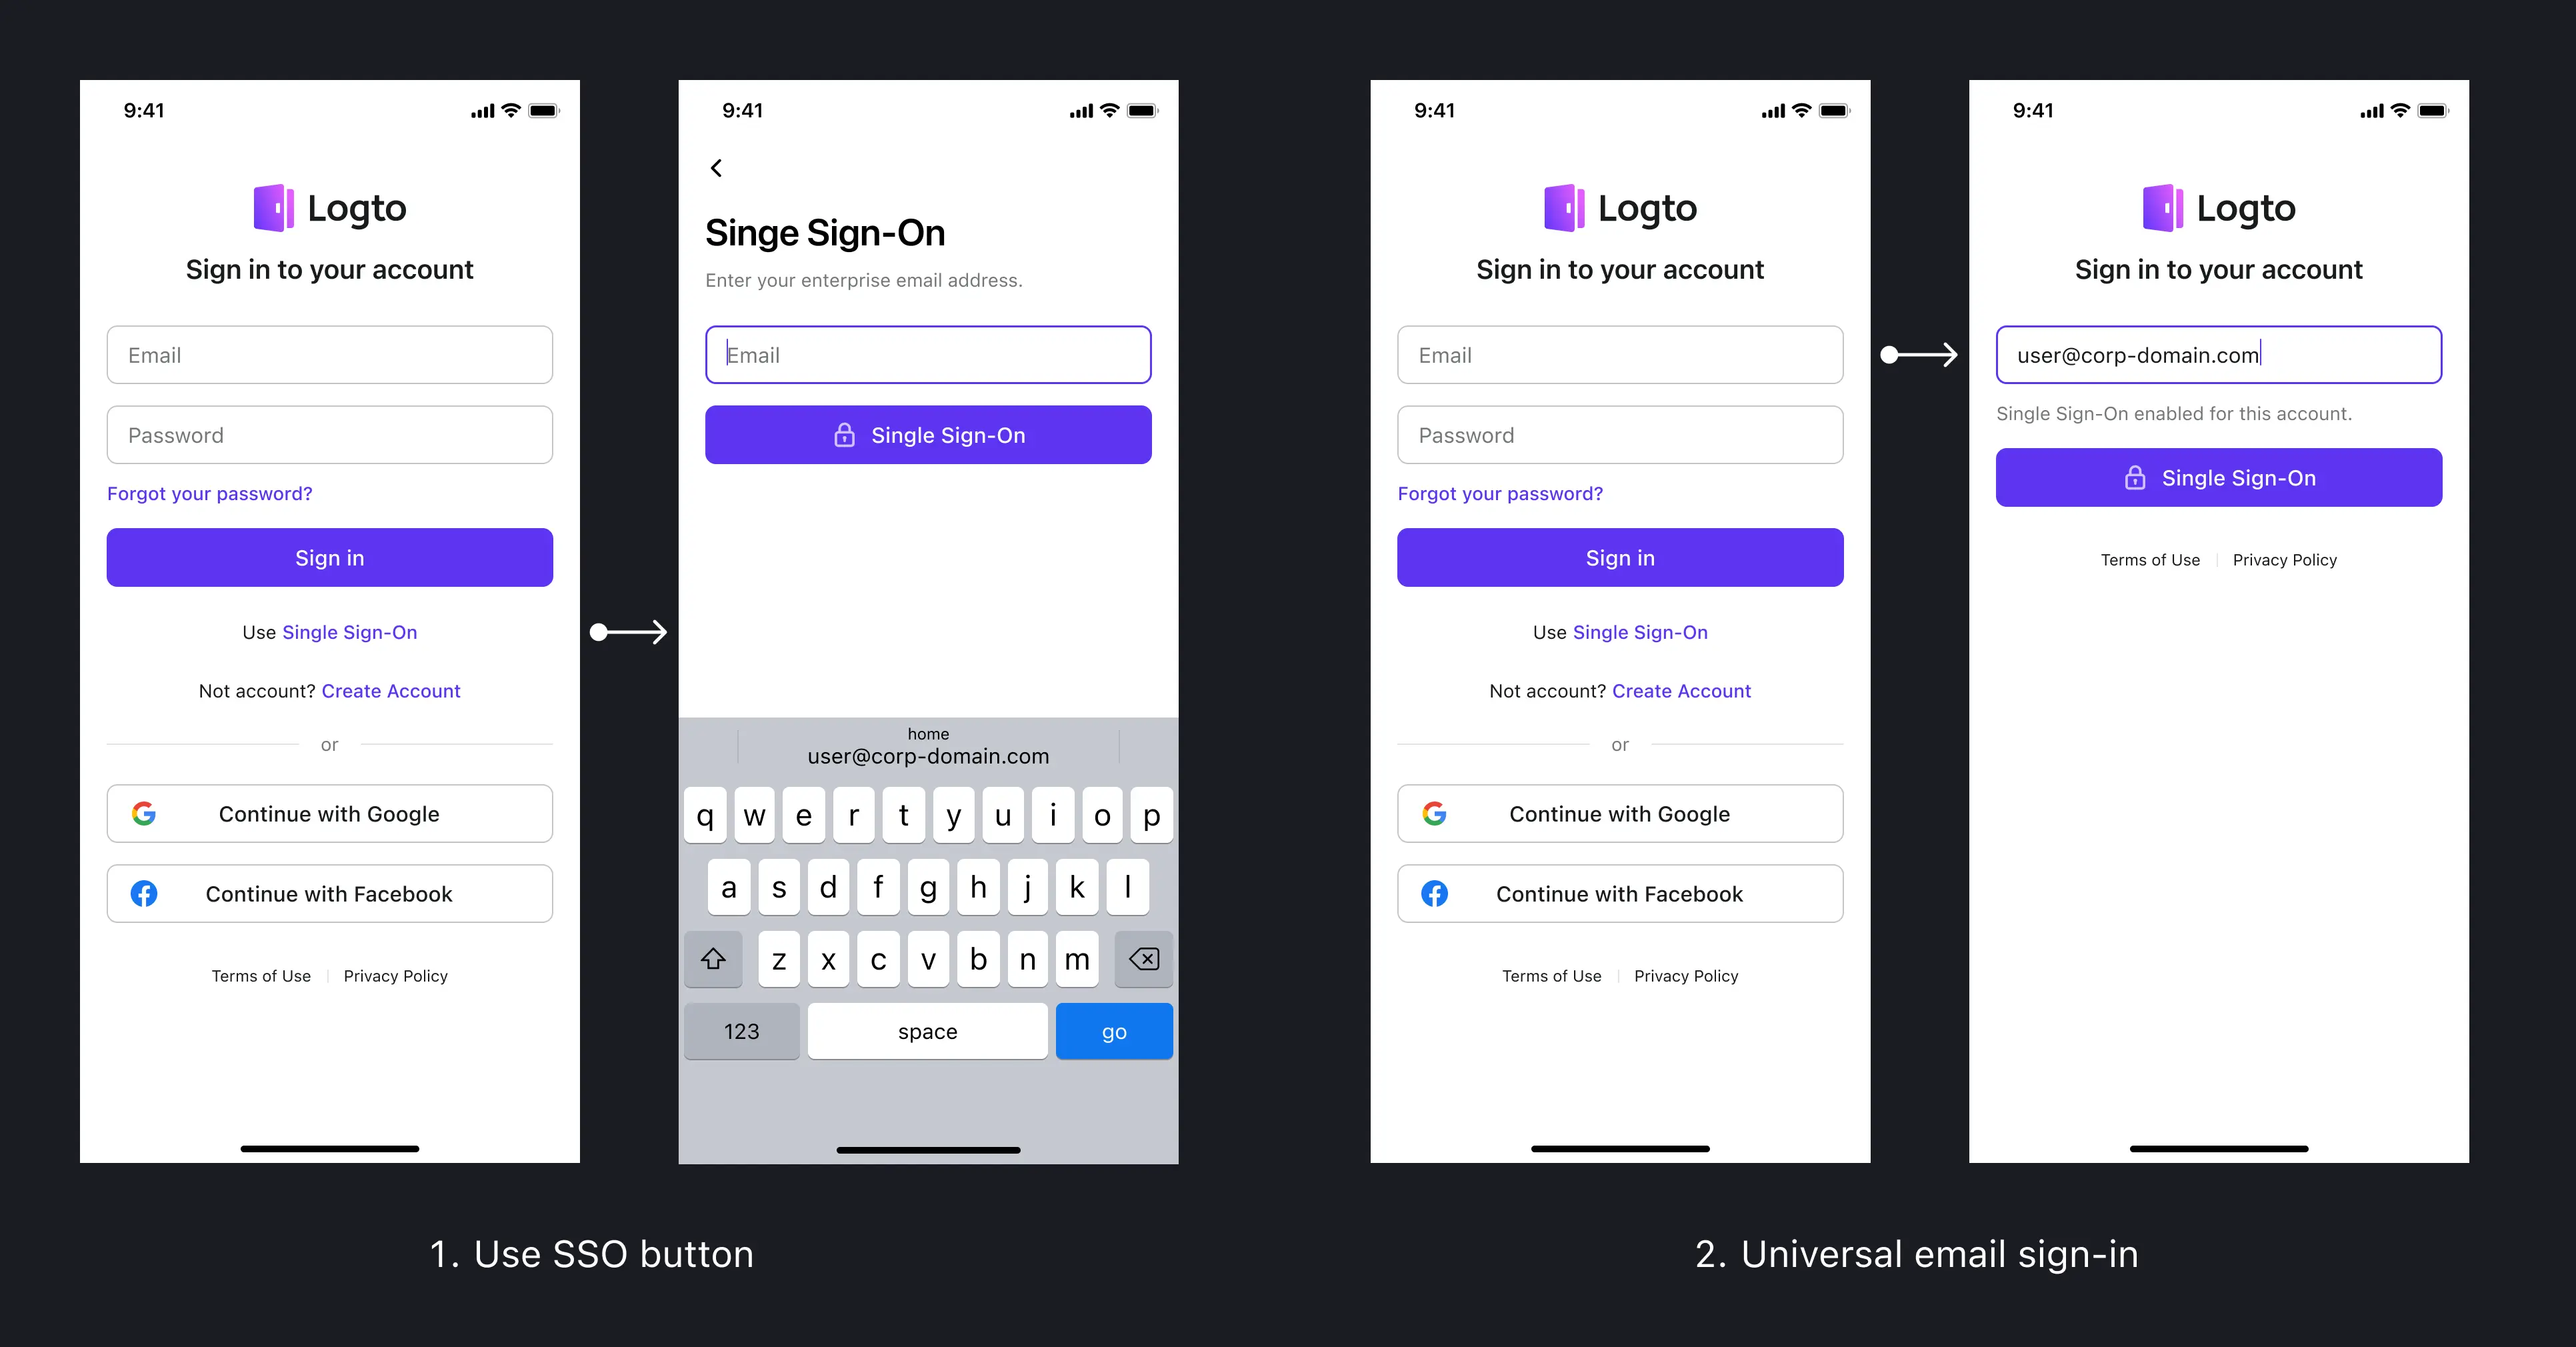 9:41
Logto
Sign in to your account
Email
Password
Forgot your password?
Sign in
Use Single Sign-On
Not account? Create Account
or
Continue with Google
Continue with Facebook
Terms of Use | Privacy Policy
9:41
Singe Sign-On
Enter your enterprise email address.
Email
Single Sign-On
home
user@corp-domain.com
q w e r t y u i o p
a s d f g h j k l
z x c v b n m
123 space go
1. Use SSO button
9:41
Logto
Sign in to your account
Email
Password
Forgot your password?
Sign in
Use Single Sign-On
Not account? Create Account
or
Continue with Google
Continue with Facebook
Terms of Use | Privacy Policy
9:41
Logto
Sign in to your account
user@corp-domain.com
Single Sign-On enabled for this account.
Single Sign-On
Terms of Use | Privacy Policy
2. Universal email sign-in